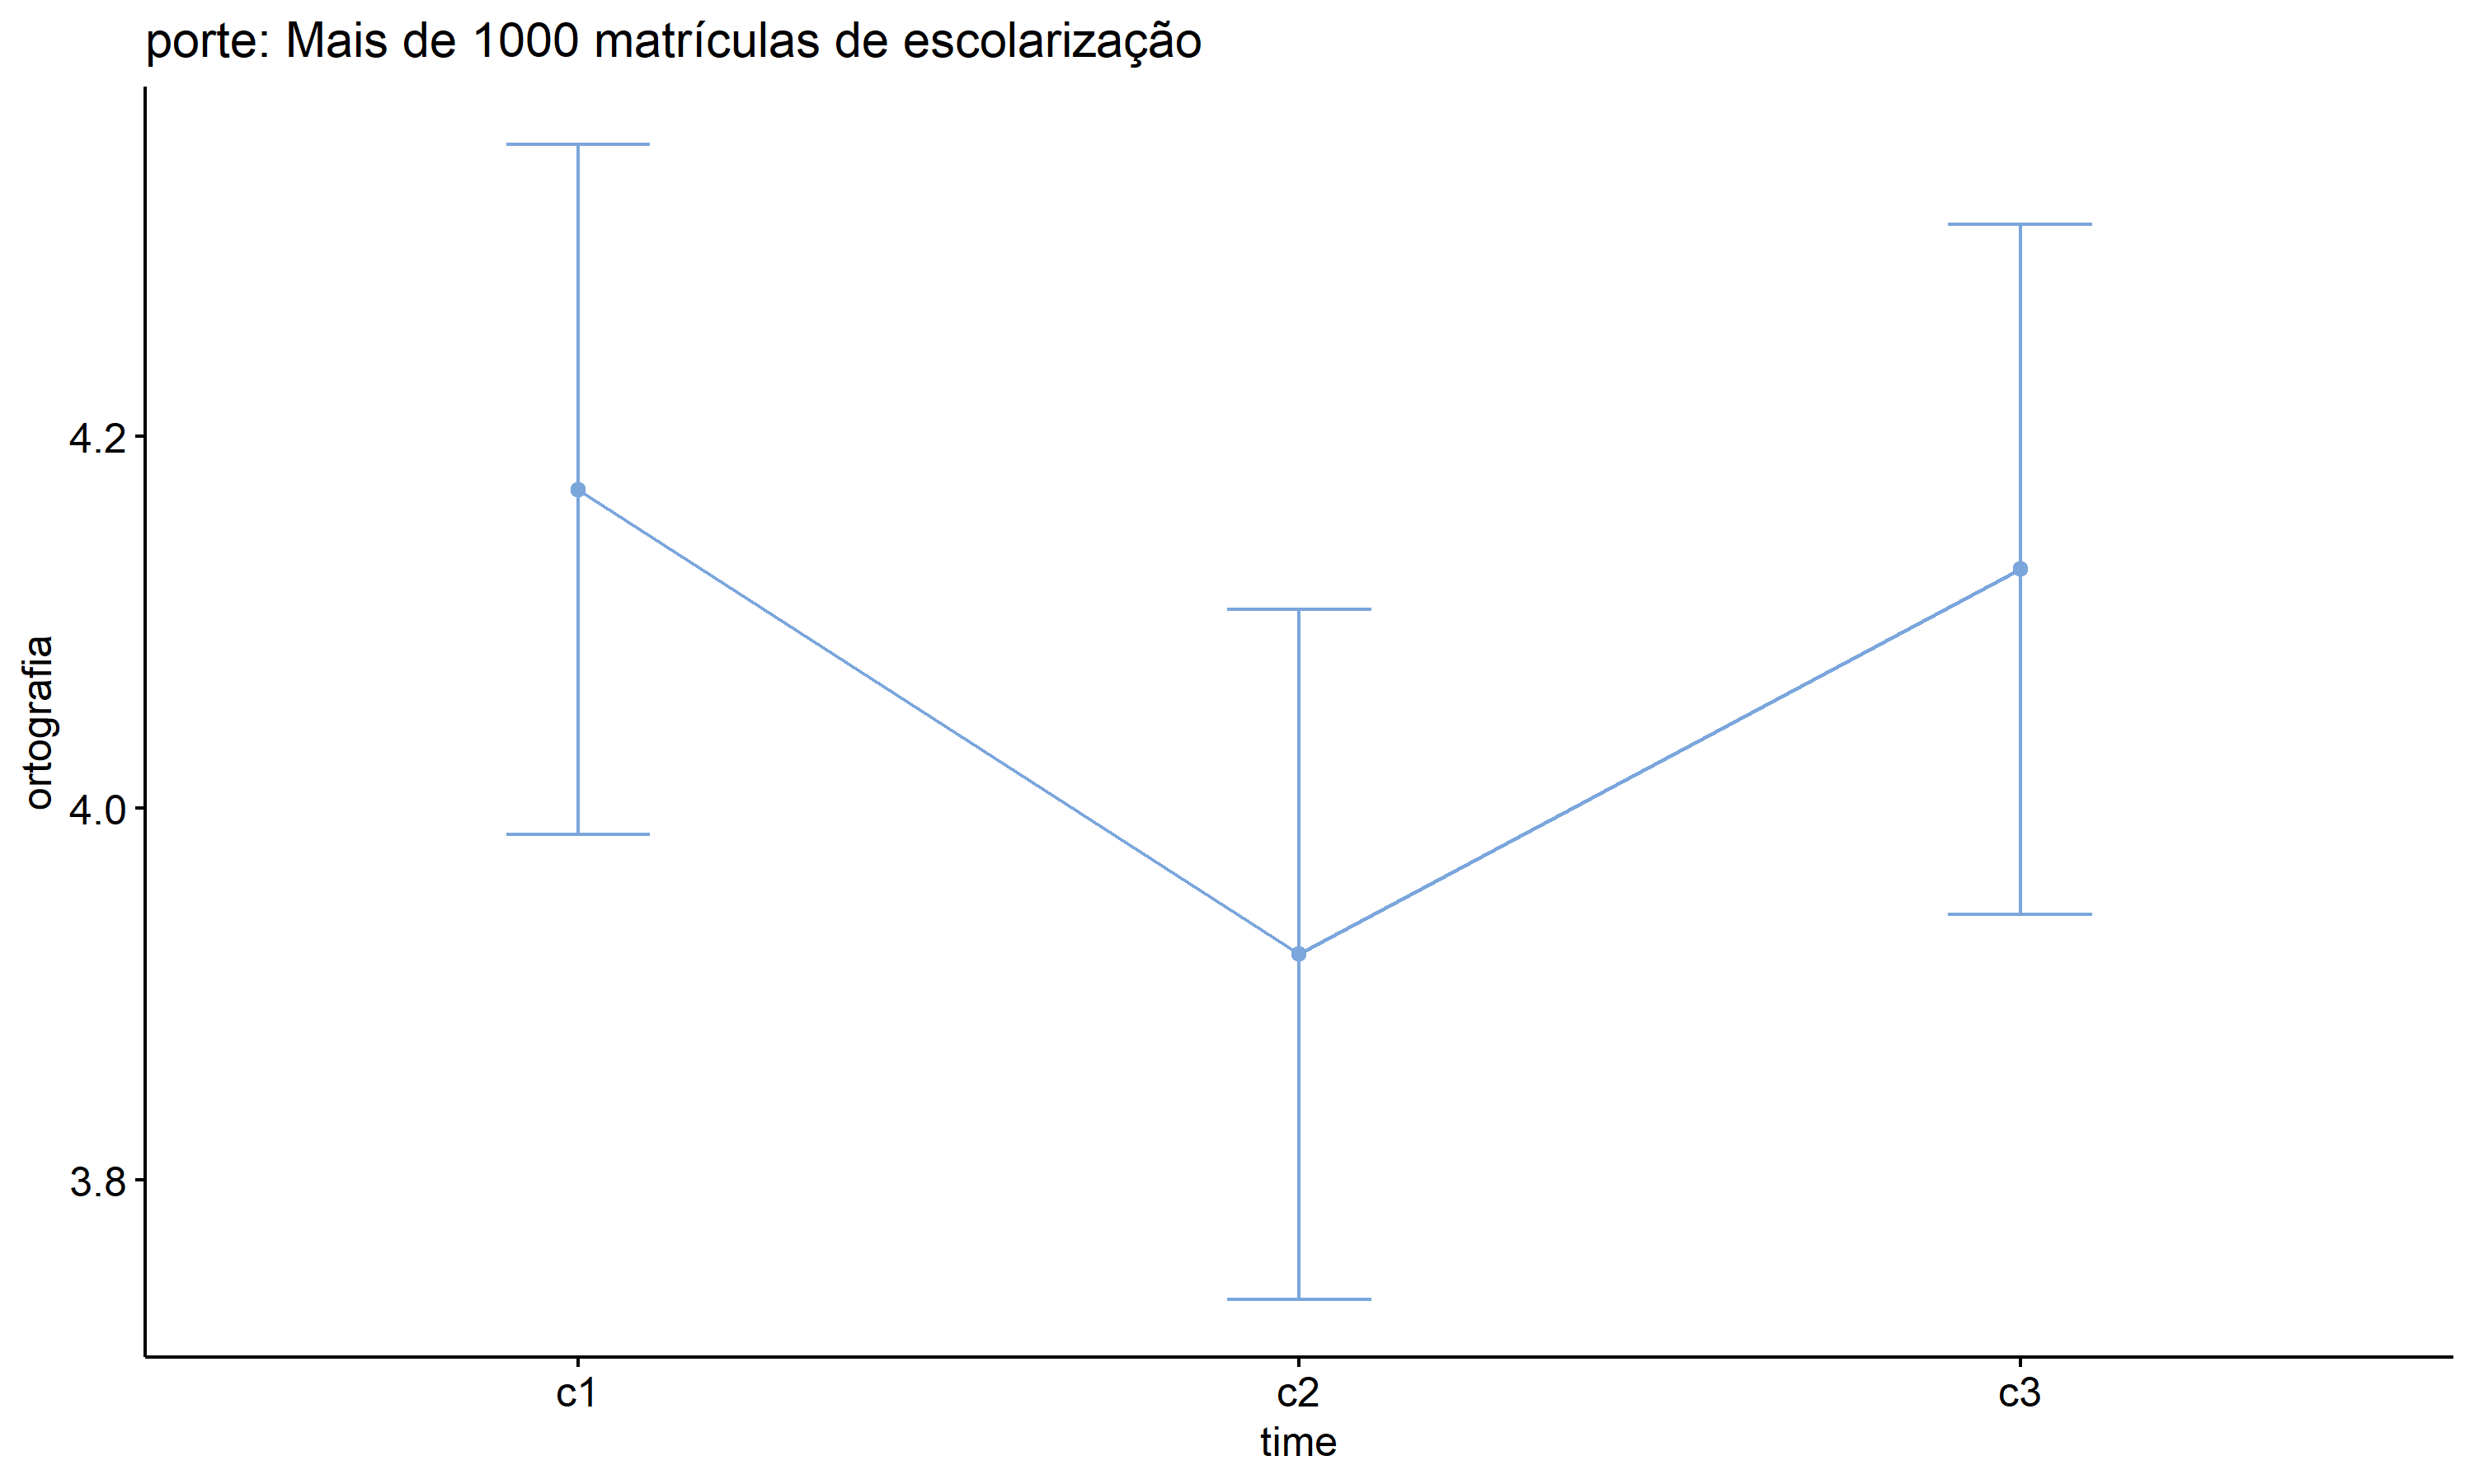 porte: Mais de 1000 matrículas de escolarização
ortografia
4.2
4.0
3.8
c1 c2 c3
time